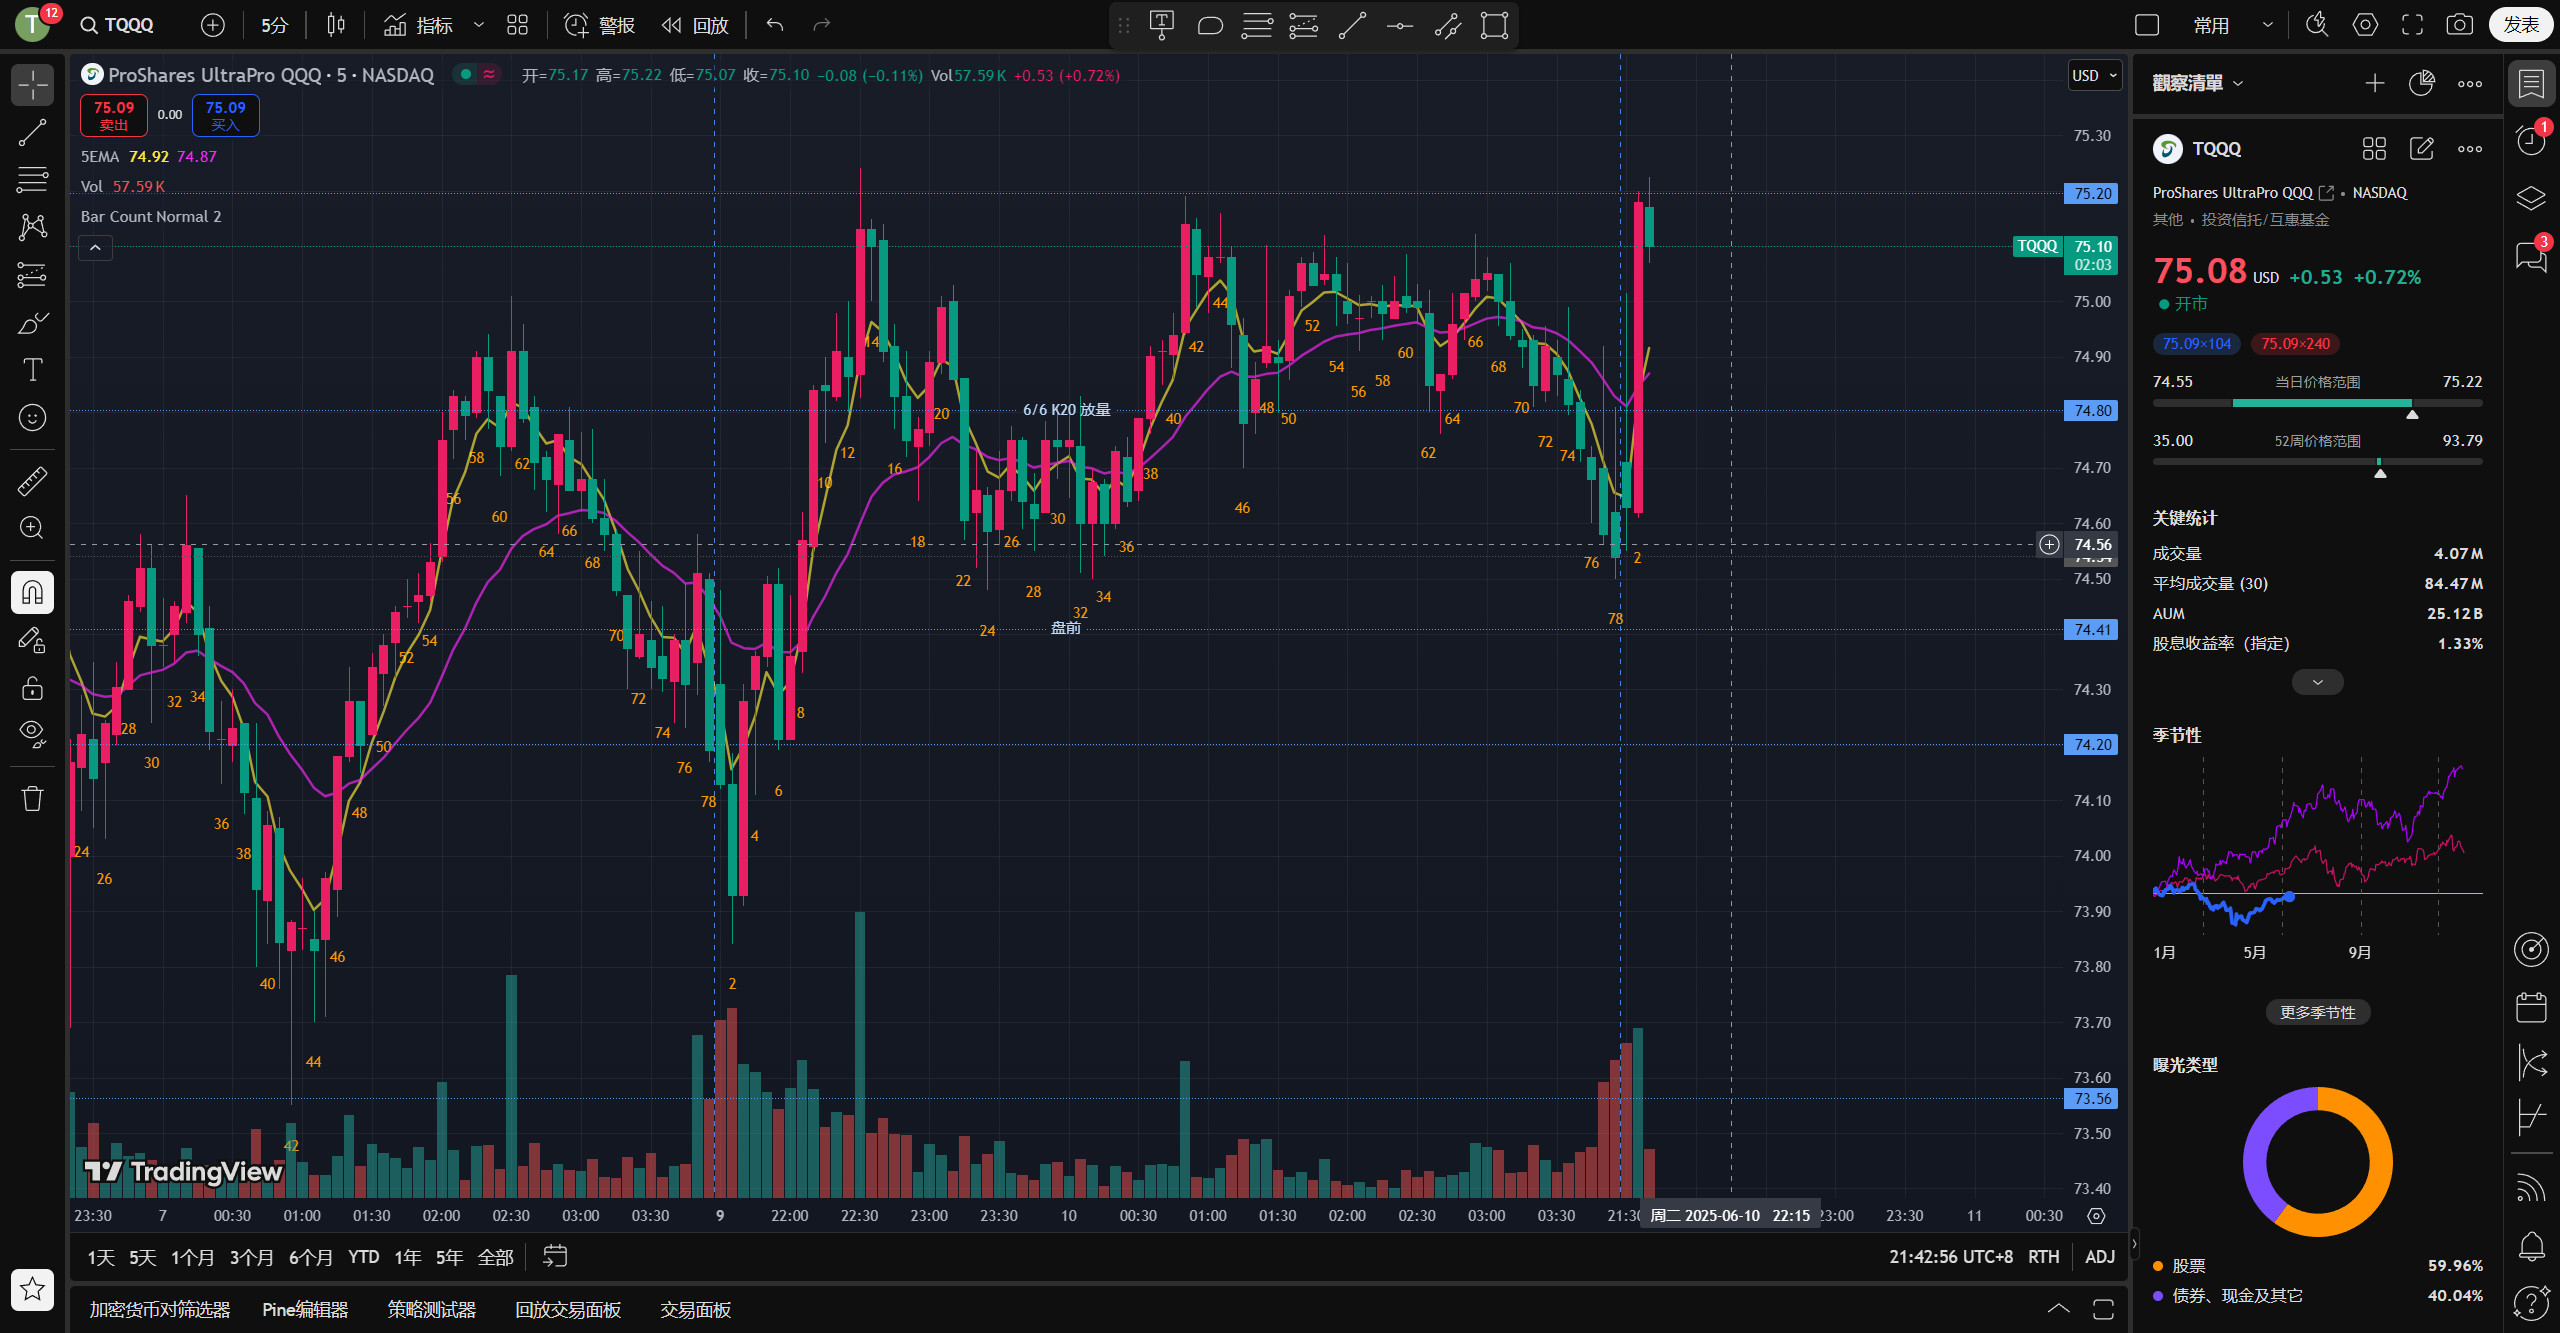 T 12 TQQQ 5分 指标 警报 回放 常用 发表
ProShares UltraPro QQQ · 5 · NASDAQ 开=75.17 高=75.22 低=75.07 收=75.10 −0.08 (−0.11%) Vol57.59 K +0.53 (+0.72%)
USD
75.09 卖出
0.00
75.09 买入
5EMA 74.92 74.87
Vol 57.59 K
Bar Count Normal 2
75.30
75.20
TQQQ 75.10
02:03
75.00
74.90
74.80
74.70
74.60
74.56
74.50
74.41
74.30
74.20
74.10
74.00
73.90
73.80
73.70
73.60
73.56
73.50
73.40
6/6 K20 放量
盘前
24 26 28 30 32 34 36 38 40 42 44 46 48 50 52 54 56 58 60 62 64 66 68 70 72 74 76 78
2 4 6 8 10 12 14 16 18 20 22 24 26 28 30 32 34 36 38 40 42 44 46 48 50 52 54 56 58 60 62 64 66 68 70 72 74 76 78
2
TradingView
23:30 7 00:30 01:00 01:30 02:00 02:30 03:00 03:30 9 22:00 22:30 23:00 23:30 10 00:30 01:00 01:30 02:00 02:30 03:00 03:30 21:30 周二 2025-06-10 22:15 23:00 23:30 11 00:30
1天 5天 1个月 3个月 6个月 YTD 1年 5年 全部 21:42:56 UTC+8 RTH ADJ
加密货币对筛选器 Pine编辑器 策略测试器 回放交易面板 交易面板
觀察清單
TQQQ
ProShares UltraPro QQQ • NASDAQ
其他 • 投资信托/互惠基金
75.08 USD +0.53 +0.72%
开市
75.09×104 75.09×240
74.55 当日价格范围 75.22
35.00 52周价格范围 93.79
关键统计
成交量 4.07 M
平均成交量 (30) 84.47 M
AUM 25.12 B
股息收益率（指定） 1.33%
季节性
1月 5月 9月
更多季节性
曝光类型
股票 59.96%
债券、现金及其它 40.04%
1
3